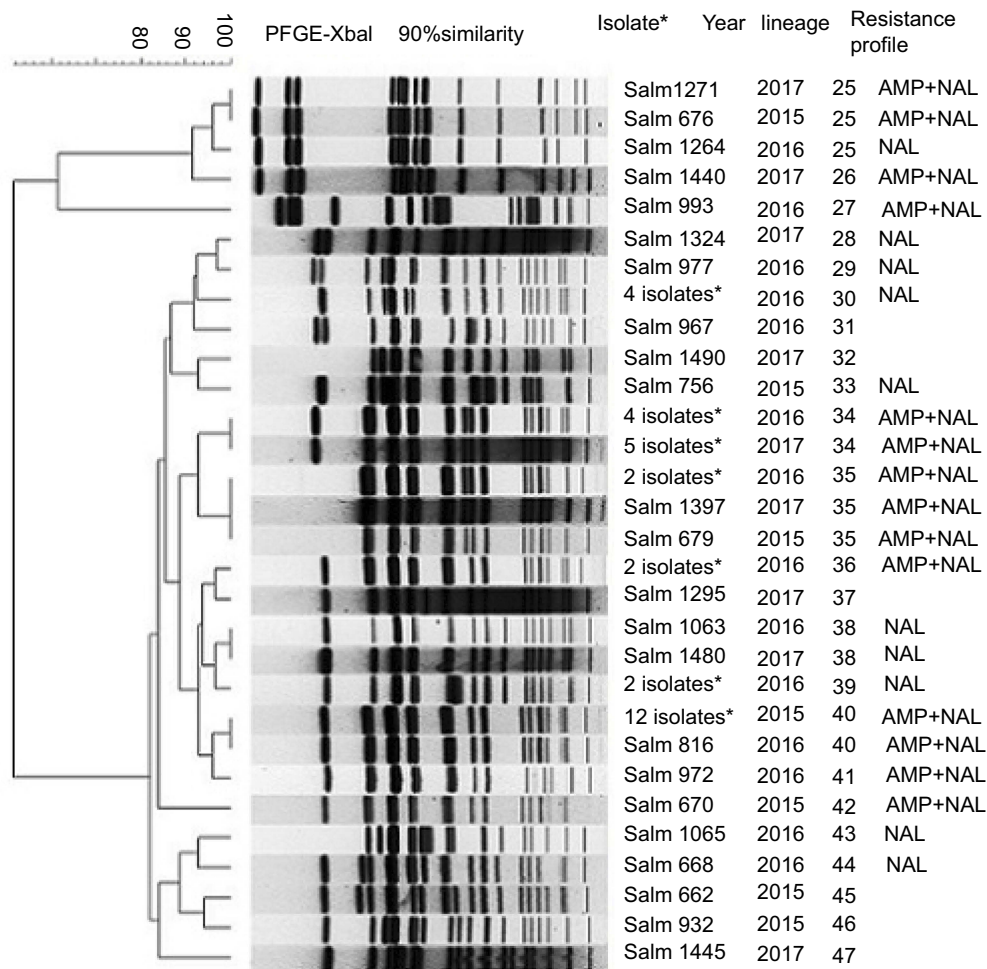 80 90 100
PFGE-Xbal 90%similarity Isolate* Year lineage Resistance profile
Salm1271 2017 25 AMP+NAL
Salm 676 2015 25 AMP+NAL
Salm 1264 2016 25 NAL
Salm 1440 2017 26 AMP+NAL
Salm 993 2016 27 AMP+NAL
Salm 1324 2017 28 NAL
Salm 977 2016 29 NAL
4 isolates* 2016 30 NAL
Salm 967 2016 31
Salm 1490 2017 32
Salm 756 2015 33 NAL
4 isolates* 2016 34 AMP+NAL
5 isolates* 2017 34 AMP+NAL
2 isolates* 2016 35 AMP+NAL
Salm 1397 2017 35 AMP+NAL
Salm 679 2015 35 AMP+NAL
2 isolates* 2016 36 AMP+NAL
Salm 1295 2017 37
Salm 1063 2016 38 NAL
Salm 1480 2017 38 NAL
2 isolates* 2016 39 NAL
12 isolates* 2015 40 AMP+NAL
Salm 816 2016 40 AMP+NAL
Salm 972 2016 41 AMP+NAL
Salm 670 2015 42 AMP+NAL
Salm 1065 2016 43 NAL
Salm 668 2016 44 NAL
Salm 662 2015 45
Salm 932 2015 46
Salm 1445 2017 47